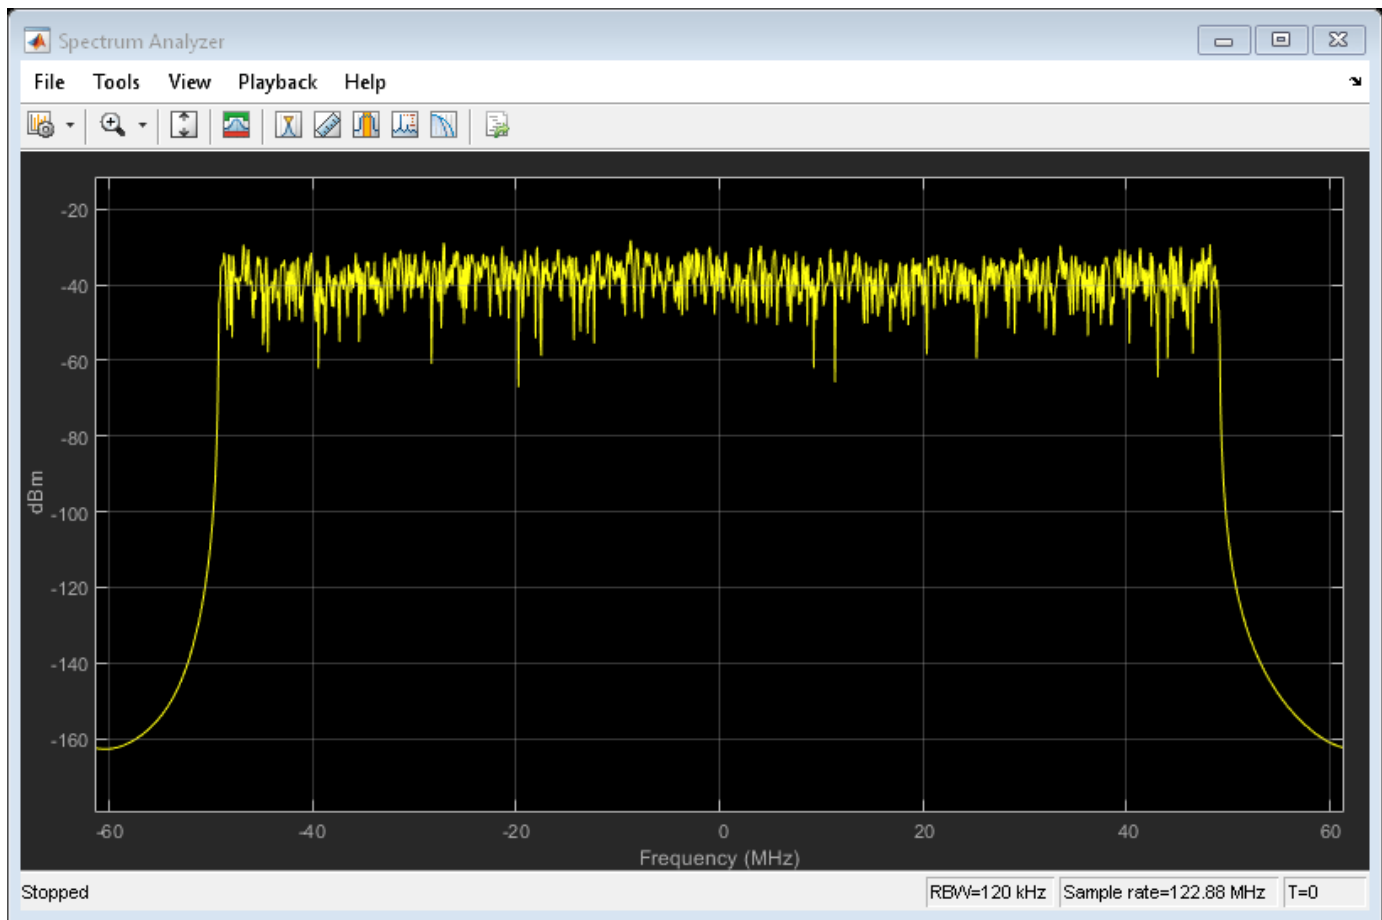 Spectrum Analyzer
File Tools View Playback Help
-20
-40
-60
-80
-100
-120
-140
-160
dBm
-60 -40 -20 0 20 40 60
Frequency (MHz)
Stopped RBW=120 kHz Sample rate=122.88 MHz T=0